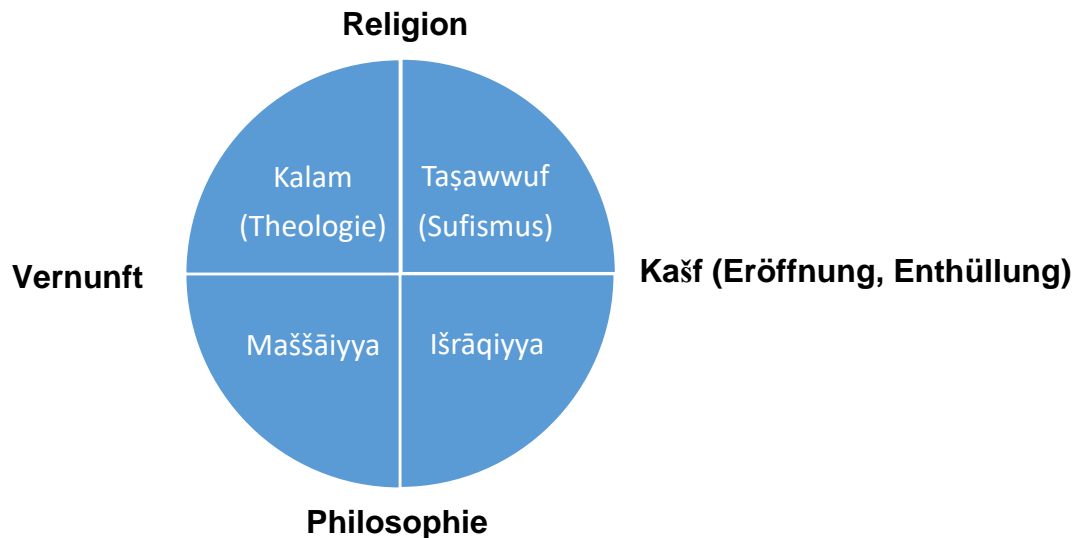 Religion
Kalam
(Theologie)
Taṣawwuf
(Sufismus)
Vernunft
Kašf (Eröffnung, Enthüllung)
Maššāiyya
Išrāqiyya
Philosophie